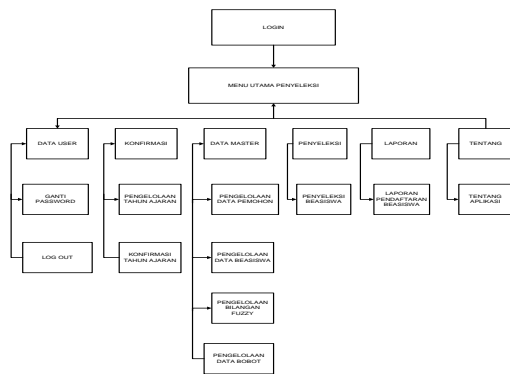 LOGIN
MENU UTAMA PENYELEKSI
DATA USER
KONFIRMASI
DATA MASTER
PENYELEKSI
LAPORAN
TENTANG
GANTI
PASSWORD
PENGELOLAAN
TAHUN AJARAN
PENGELOLAAN
DATA PEMOHON
PENYELEKSI
BEASISWA
LAPORAN
PENDAFTARAN
BEASISWA
TENTANG
APLIKASI
LOG OUT
KONFIRMASI
TAHUN AJARAN
PENGELOLAAN
DATA BEASISWA
PENGELOLAAN
BILANGAN
FUZZY
PENGELOLAAN
DATA BOBOT